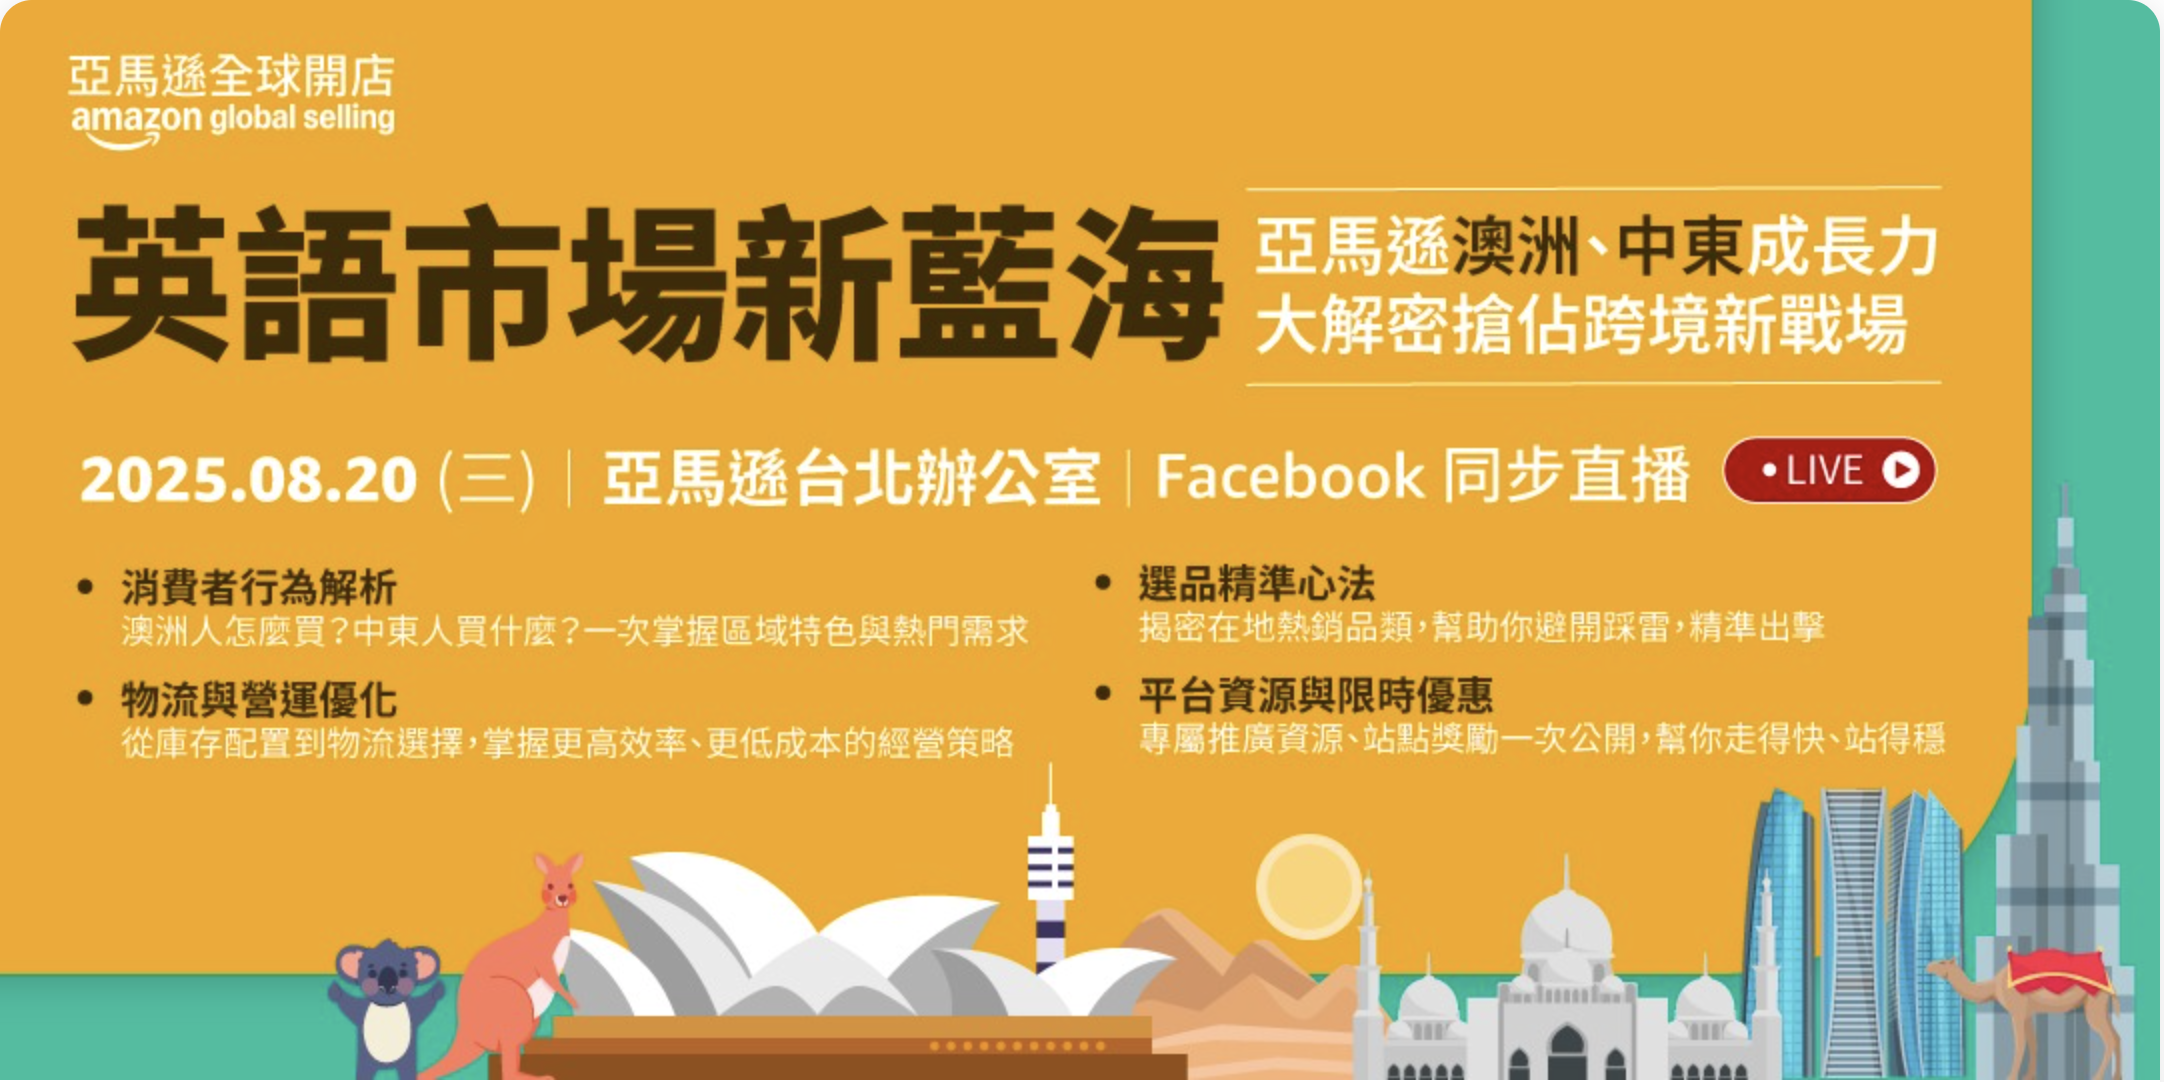 亞馬遜全球開店
amazon global selling
英語市場新藍海
亞馬遜澳洲、中東成長力
大解密搶佔跨境新戰場
2025.08.20 (三)｜亞馬遜台北辦公室｜Facebook 同步直播 • LIVE
• 消費者行為解析
澳洲人怎麼買？中東人買什麼？一次掌握區域特色與熱門需求
• 物流與營運優化
從庫存配置到物流選擇，掌握更高效率、更低成本的經營策略
• 選品精準心法
揭密在地熱銷品類，幫助你避開踩雷，精準出擊
• 平台資源與限時優惠
專屬推廣資源、站點獎勵一次公開，幫你走得快、站得穩